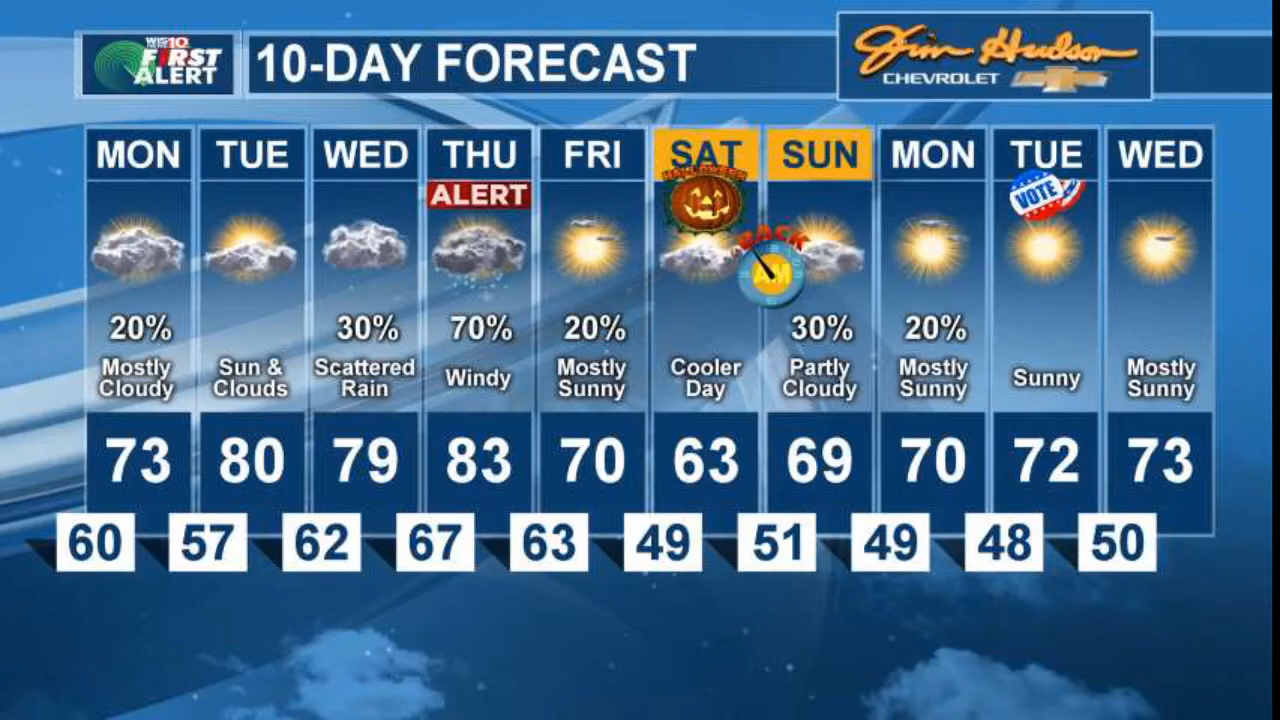 WIS 10
FIRST
ALERT
10-DAY FORECAST
Jim Hudson
CHEVROLET
MON TUE WED THU FRI SAT SUN MON TUE WED
ALERT
HALLOWEEN
VOTE
BACK
AM
20% 30% 70% 20% 30% 20%
Mostly Cloudy
Sun & Clouds
Scattered Rain
Windy
Mostly Sunny
Cooler Day
Partly Cloudy
Mostly Sunny
Sunny
Mostly Sunny
73 80 79 83 70 63 69 70 72 73
60 57 62 67 63 49 51 49 48 50